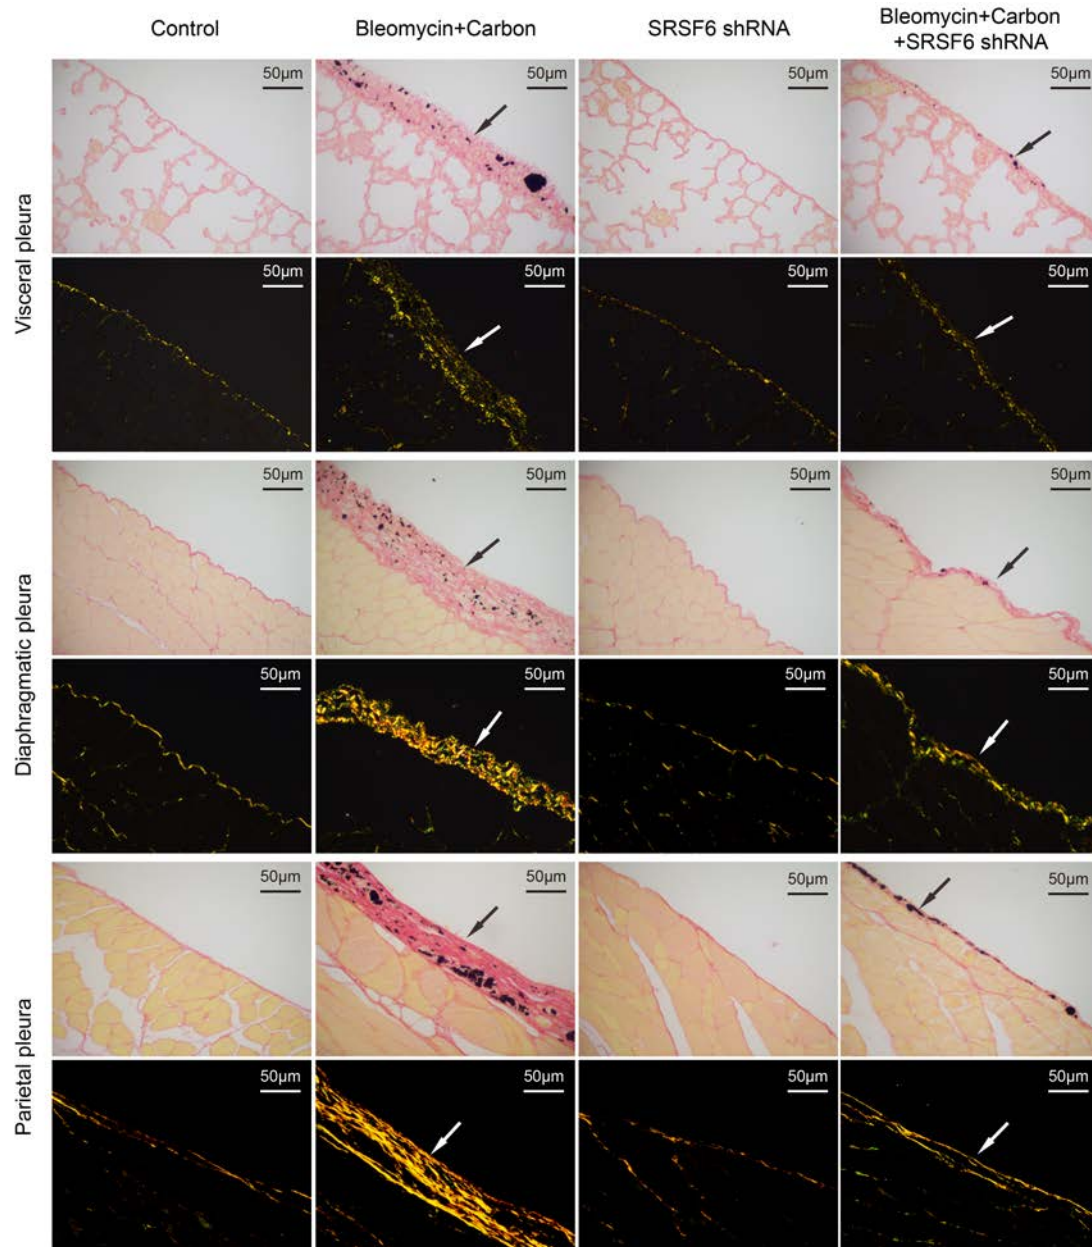 Control
Bleomycin+Carbon
SRSF6 shRNA
Bleomycin+Carbon
+SRSF6 shRNA
Visceral pleura
50μm
50μm
50μm
50μm
50μm
50μm
50μm
50μm
Diaphragmatic pleura
50μm
50μm
50μm
50μm
50μm
50μm
50μm
50μm
Parietal pleura
50μm
50μm
50μm
50μm
50μm
50μm
50μm
50μm